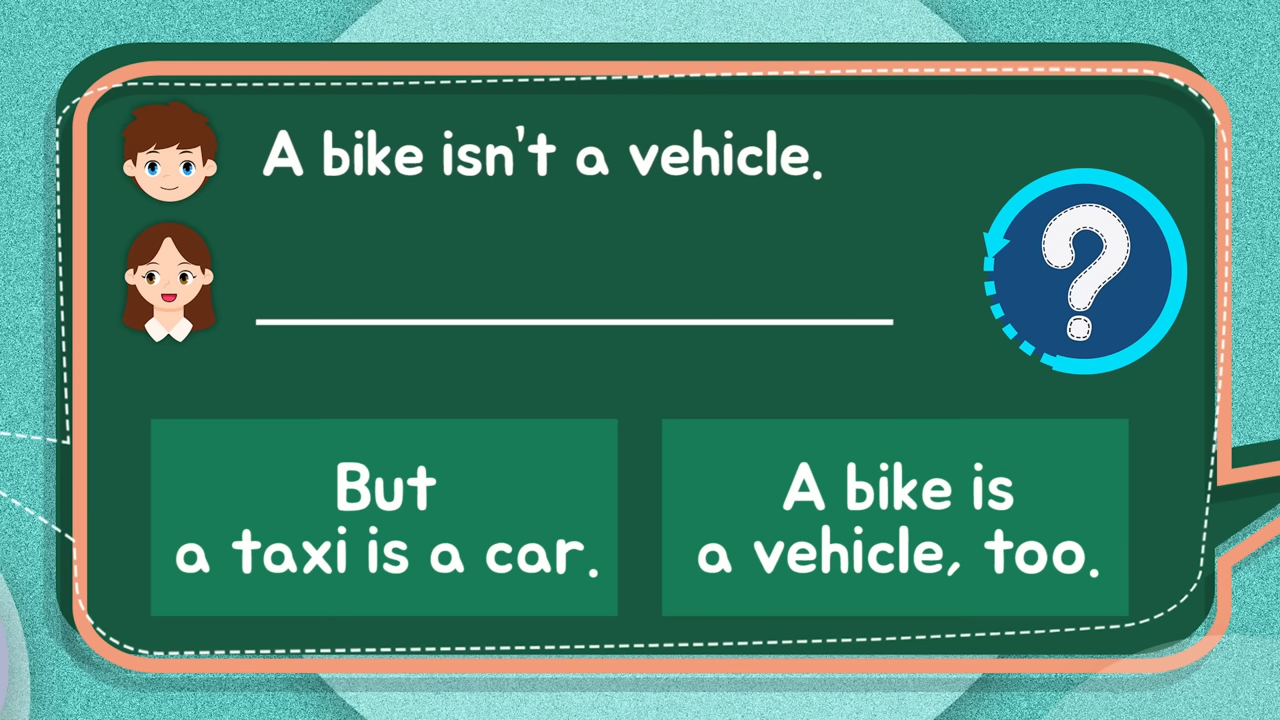 A bike isn't a vehicle.
?
But
a taxi is a car.
A bike is
a vehicle, too.